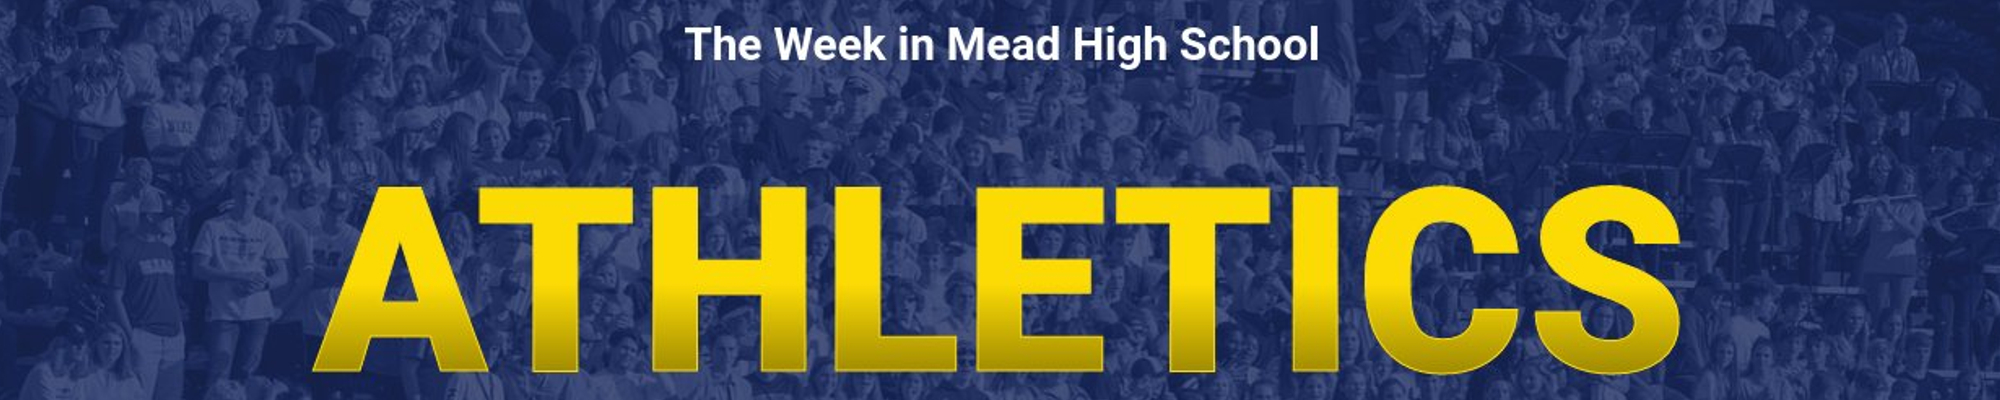 The Week in Mead High School
ATHLETICS